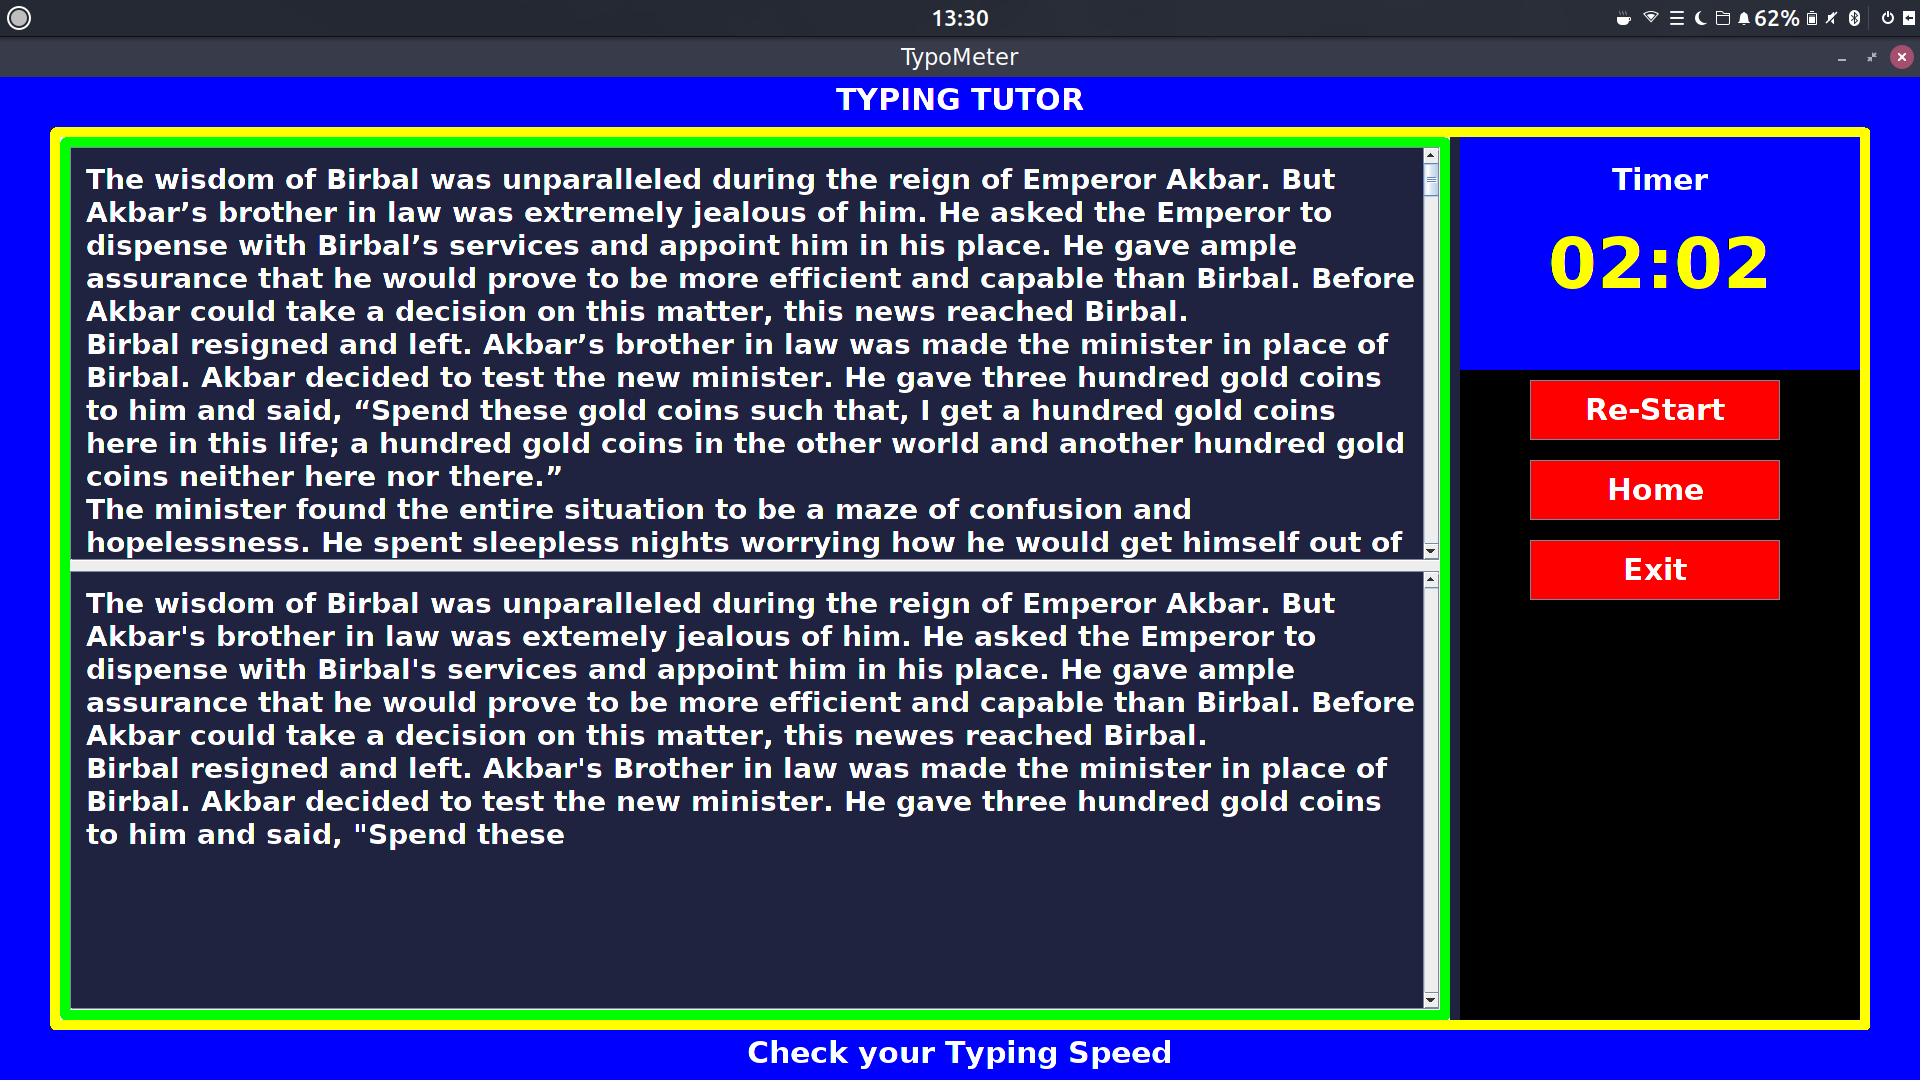 13:30
62%
TypoMeter
TYPING TUTOR
The wisdom of Birbal was unparalleled during the reign of Emperor Akbar. But
Akbar’s brother in law was extremely jealous of him. He asked the Emperor to
dispense with Birbal’s services and appoint him in his place. He gave ample
assurance that he would prove to be more efficient and capable than Birbal. Before
Akbar could take a decision on this matter, this news reached Birbal.
Birbal resigned and left. Akbar’s brother in law was made the minister in place of
Birbal. Akbar decided to test the new minister. He gave three hundred gold coins
to him and said, “Spend these gold coins such that, I get a hundred gold coins
here in this life; a hundred gold coins in the other world and another hundred gold
coins neither here nor there.”
The minister found the entire situation to be a maze of confusion and
hopelessness. He spent sleepless nights worrying how he would get himself out of
The wisdom of Birbal was unparalleled during the reign of Emperor Akbar. But
Akbar's brother in law was extemely jealous of him. He asked the Emperor to
dispense with Birbal's services and appoint him in his place. He gave ample
assurance that he would prove to be more efficient and capable than Birbal. Before
Akbar could take a decision on this matter, this newes reached Birbal.
Birbal resigned and left. Akbar's Brother in law was made the minister in place of
Birbal. Akbar decided to test the new minister. He gave three hundred gold coins
to him and said, "Spend these
Timer
02:02
Re-Start
Home
Exit
Check your Typing Speed